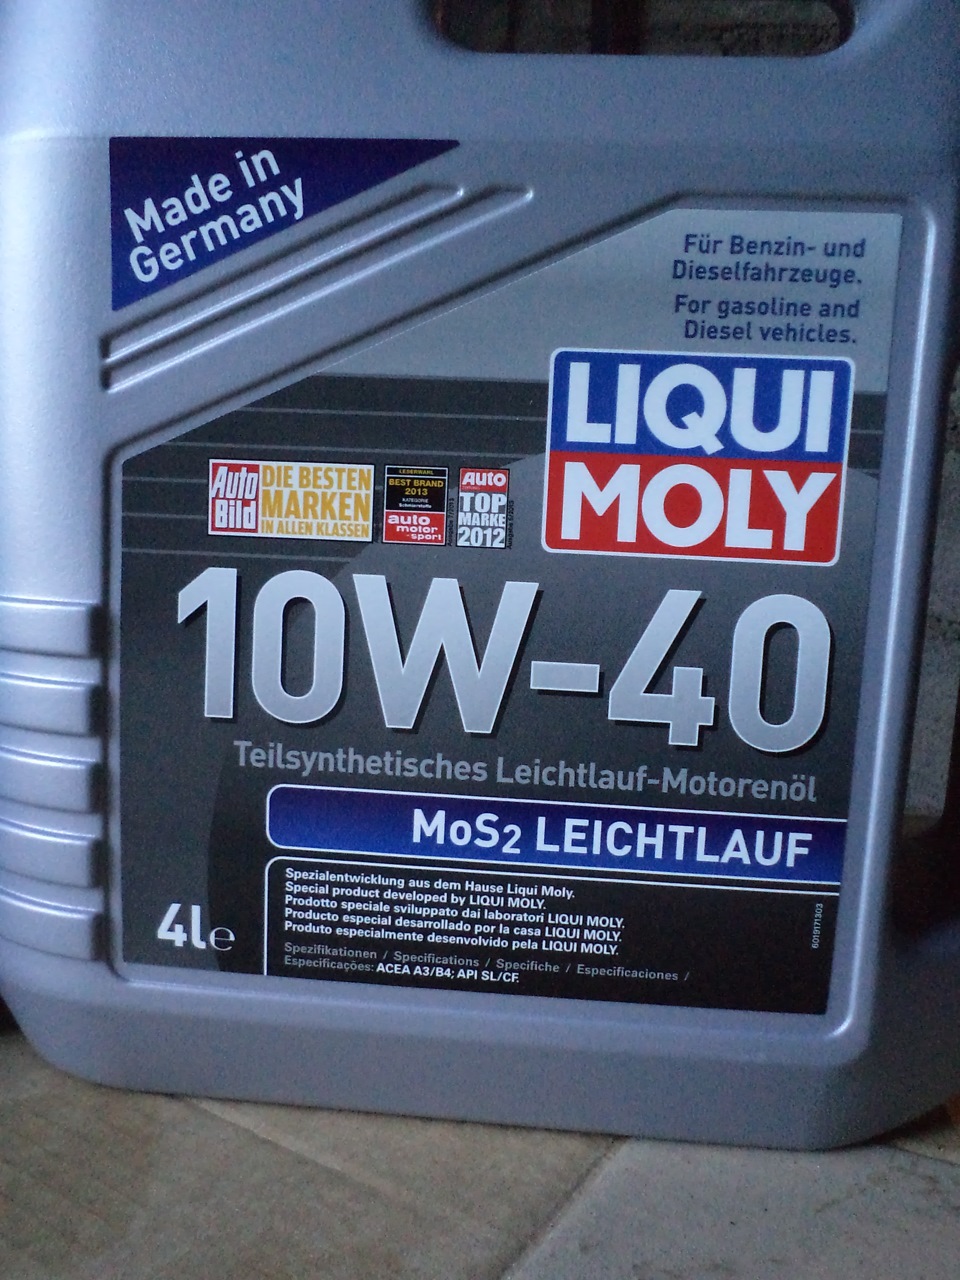 Made in
Germany
Für Benzin- und
Dieselfahrzeuge.
For gasoline and
Diesel vehicles.
LIQUI
MOLY
Auto
Bild
DIE BESTEN
MARKEN
IN ALLEN KLASSEN
LESERWAHL
BEST BRAND
2013
KATEGORIE
Schmierstoffe
auto
motor
sport
Auto
TOP
MARKE
2012
10W-40
Teilsynthetisches Leichtlauf-Motorenöl
MoS2 LEICHTLAUF
Spezialentwicklung aus dem Hause Liqui Moly.
Special product developed by LIQUI MOLY.
Prodotto speciale sviluppato dai laboratori LIQUI MOLY.
Producto especial desarrollado por la casa LIQUI MOLY.
Produto especialmente desenvolvido pela LIQUI MOLY.
Spezifikationen / Specifications / Specifiche / Especificaciones /
Especificações: ACEA A3/B4; API SL/CF.
4le